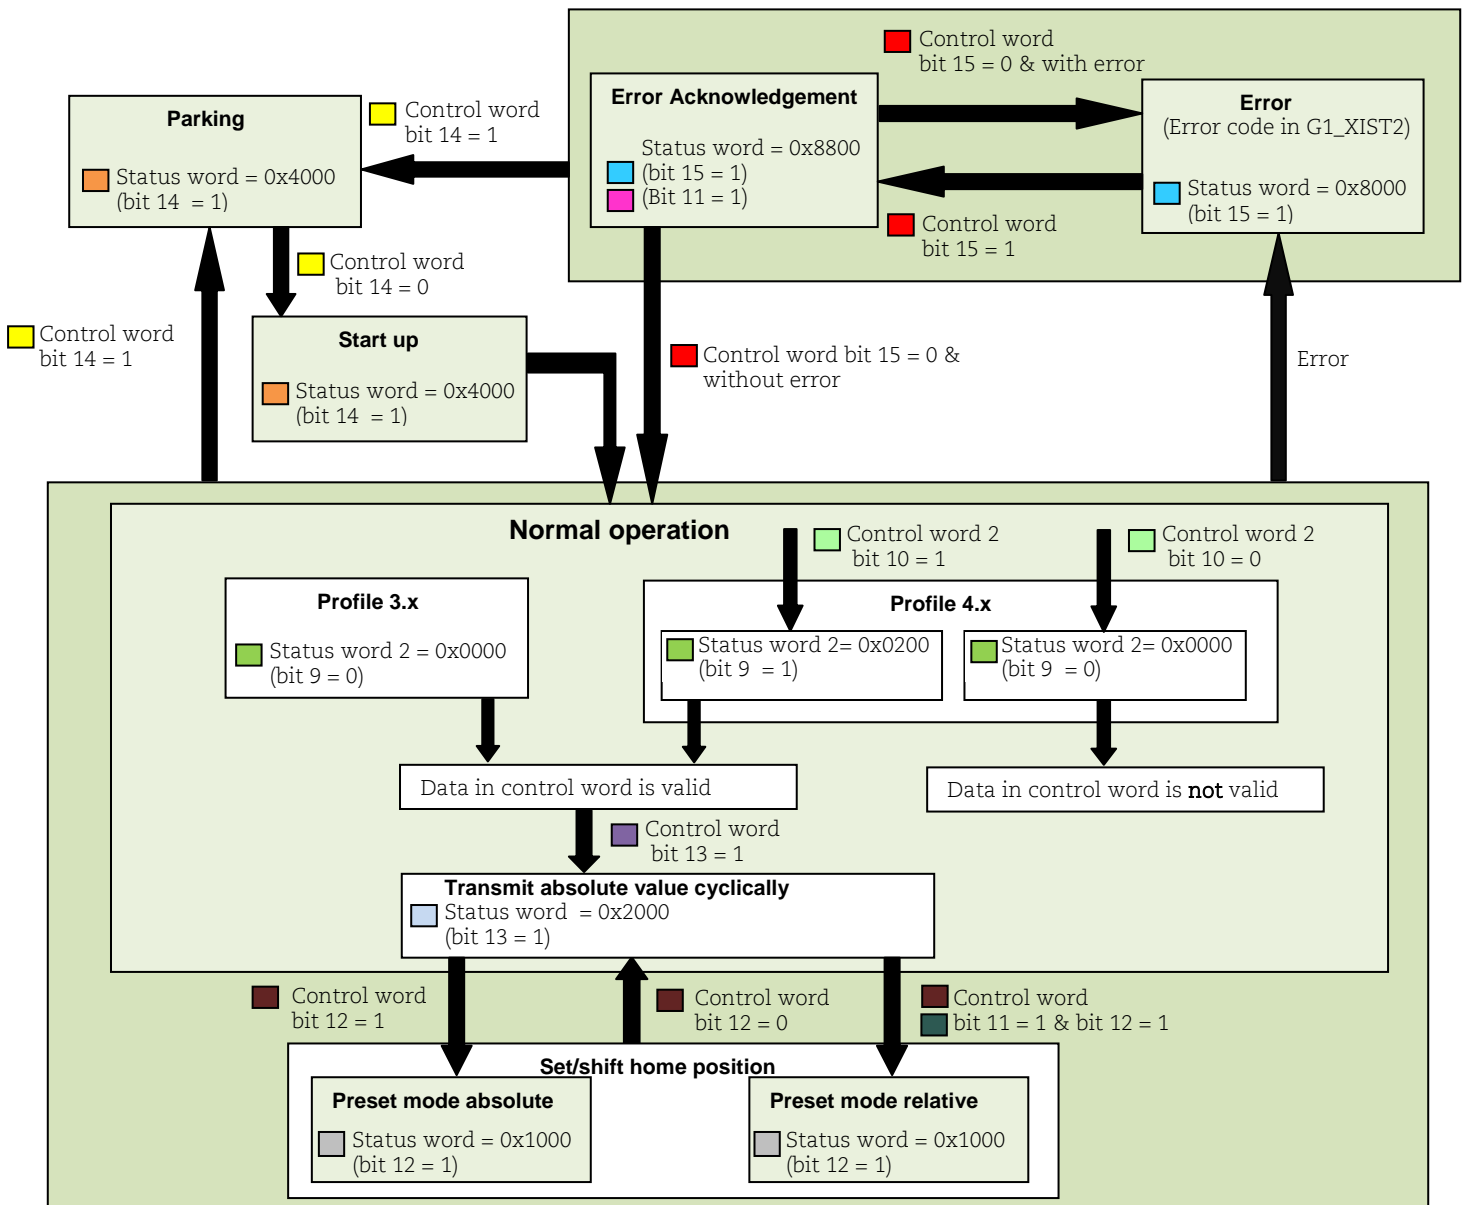 Control word
bit 15 = 0 & with error
Error Acknowledgement
Status word = 0x8800
(bit 15 = 1)
(Bit 11 = 1)
Error
(Error code in G1_XIST2)
Status word = 0x8000
(bit 15 = 1)
Control word
bit 15 = 1
Parking
Status word = 0x4000
(bit 14 = 1)
Control word
bit 14 = 1
Control word
bit 14 = 0
Control word
bit 14 = 1
Start up
Status word = 0x4000
(bit 14 = 1)
Control word bit 15 = 0 &
without error
Error
Normal operation
Control word 2
bit 10 = 1
Control word 2
bit 10 = 0
Profile 3.x
Status word 2 = 0x0000
(bit 9 = 0)
Profile 4.x
Status word 2= 0x0200
(bit 9 = 1)
Status word 2= 0x0000
(bit 9 = 0)
Data in control word is valid
Data in control word is not valid
Control word
bit 13 = 1
Transmit absolute value cyclically
Status word = 0x2000
(bit 13 = 1)
Control word
bit 12 = 1
Control word
bit 12 = 0
Control word
bit 11 = 1 & bit 12 = 1
Set/shift home position
Preset mode absolute
Status word = 0x1000
(bit 12 = 1)
Preset mode relative
Status word = 0x1000
(bit 12 = 1)